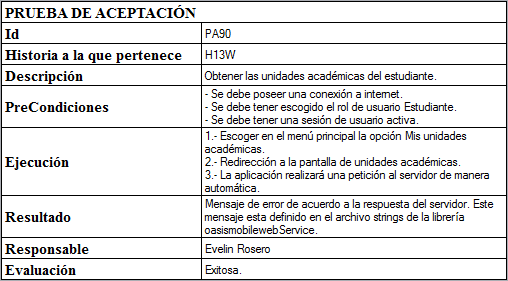 PRUEBA DE ACEPTACIÓN
Id PA90
Historia a la que pertenece H13W
Descripción Obtener las unidades académicas del estudiante.
PreCondiciones - Se debe poseer una conexión a internet.
- Se debe tener escogido el rol de usuario Estudiante.
- Se debe tener una sesión de usuario activa.
Ejecución 1.- Escoger en el menú principal la opción Mis unidades
académicas.
2.- Redirección a la pantalla de unidades académicas.
3.- La aplicación realizará una petición al servidor de manera
automática.
Resultado Mensaje de error de acuerdo a la respuesta del servidor. Este
mensaje esta definido en el archivo strings de la librería
oasismobilewebService.
Responsable Evelin Rosero
Evaluación Exitosa.